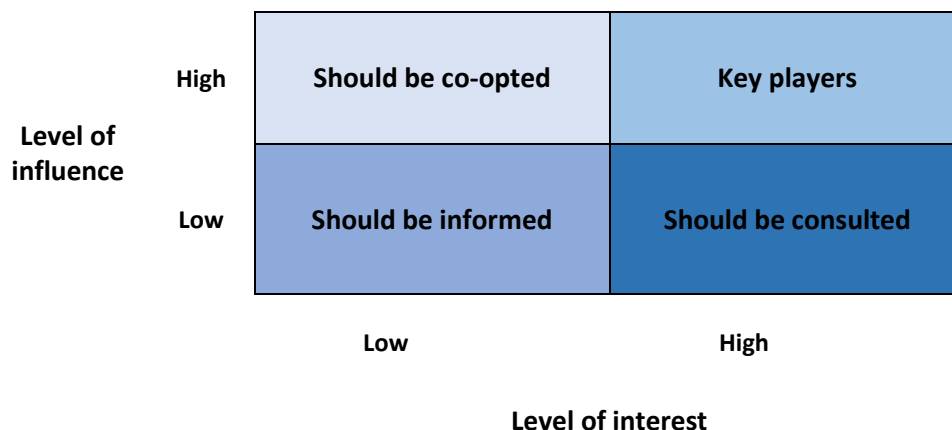 High
Should be co-opted
Key players
Level of
influence
Low
Should be informed
Should be consulted
Low
High
Level of interest